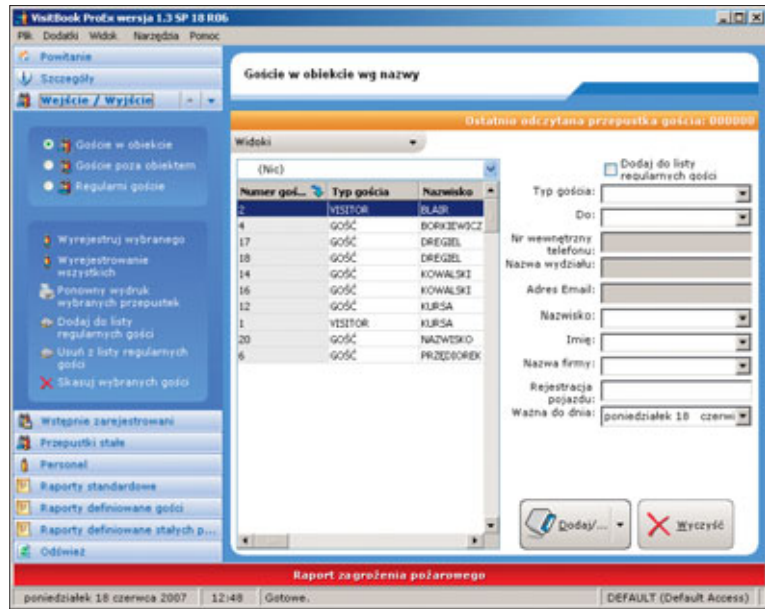 VisitBook ProEx wersja 1.3 SP 18 R06
Plik Dodatki Widok Narzędzia Pomoc
Powitanie
Szczegóły
Wejście / Wyjście
Goście w obiekcie
Goście poza obiektem
Regularni goście
Wyrejestruj wybranego
Wyrejestrowanie
wszystkich
Ponowny wydruk
wybranych przepustek
Dodaj do listy
regularnych gości
Usuń z listy regularnych
gości
Skasuj wybranych gości
Wstępnie zarejestrowani
Przepustki stałe
Personel
Raporty standardowe
Raporty definiowane gości
Raporty definiowane stałych p...
Odśwież
Goście w obiekcie wg nazwy
Ostatnio odczytana przepustka gościa: 000000
Widoki
(Nic)
Numer goś... Typ gościa Nazwisko
2 VISITOR BLAIR
4 GOŚĆ BORKIEWICZ
17 GOŚĆ DREGIEL
18 GOŚĆ DREGIEL
14 GOŚĆ KOWALSKI
16 GOŚĆ KOWALSKI
12 GOŚĆ KURSA
1 VISITOR KURSA
20 GOŚĆ NAZWISKO
6 GOŚĆ PRZĘDIOREK
Dodaj do listy
regularnych gości
Typ gościa:
Do:
Nr wewnętrzny
telefonu:
Nazwa wydziału:
Adres Email:
Nazwisko:
Imię:
Nazwa firmy:
Rejestracja
pojazdu:
Ważna do dnia: poniedziałek 18 czerwi
Dodaj/... Wyczyść
Raport zagrożenia pożarowego
poniedziałek 18 czerwca 2007 12:48 Gotowe. DEFAULT (Default Access)